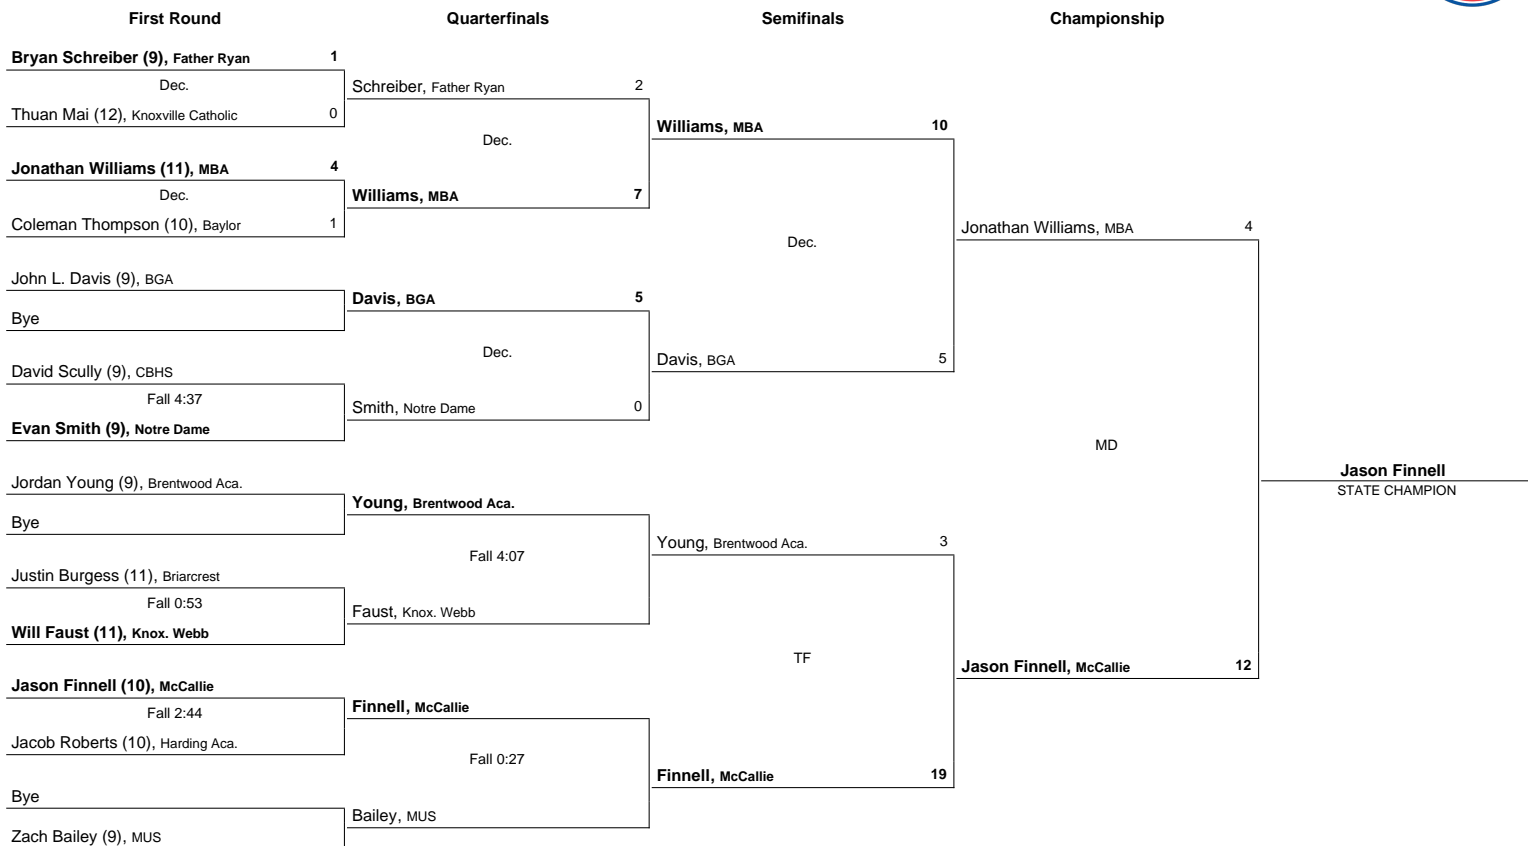 First Round Quarterfinals Semifinals Championship
Bryan Schreiber (9), Father Ryan 1
Dec.
Thuan Mai (12), Knoxville Catholic 0
Jonathan Williams (11), MBA 4
Dec.
Coleman Thompson (10), Baylor 1
John L. Davis (9), BGA
Bye
David Scully (9), CBHS
Fall 4:37
Evan Smith (9), Notre Dame
Jordan Young (9), Brentwood Aca.
Bye
Justin Burgess (11), Briarcrest
Fall 0:53
Will Faust (11), Knox. Webb
Jason Finnell (10), McCallie
Fall 2:44
Jacob Roberts (10), Harding Aca.
Bye
Zach Bailey (9), MUS
Schreiber, Father Ryan 2
Dec.
Williams, MBA 7
Davis, BGA 5
Dec.
Smith, Notre Dame 0
Young, Brentwood Aca.
Fall 4:07
Faust, Knox. Webb
Finnell, McCallie
Fall 0:27
Bailey, MUS
Williams, MBA 10
Dec.
Davis, BGA 5
Young, Brentwood Aca. 3
TF
Finnell, McCallie 19
Jonathan Williams, MBA 4
MD
Jason Finnell, McCallie 12
Jason Finnell
STATE CHAMPION